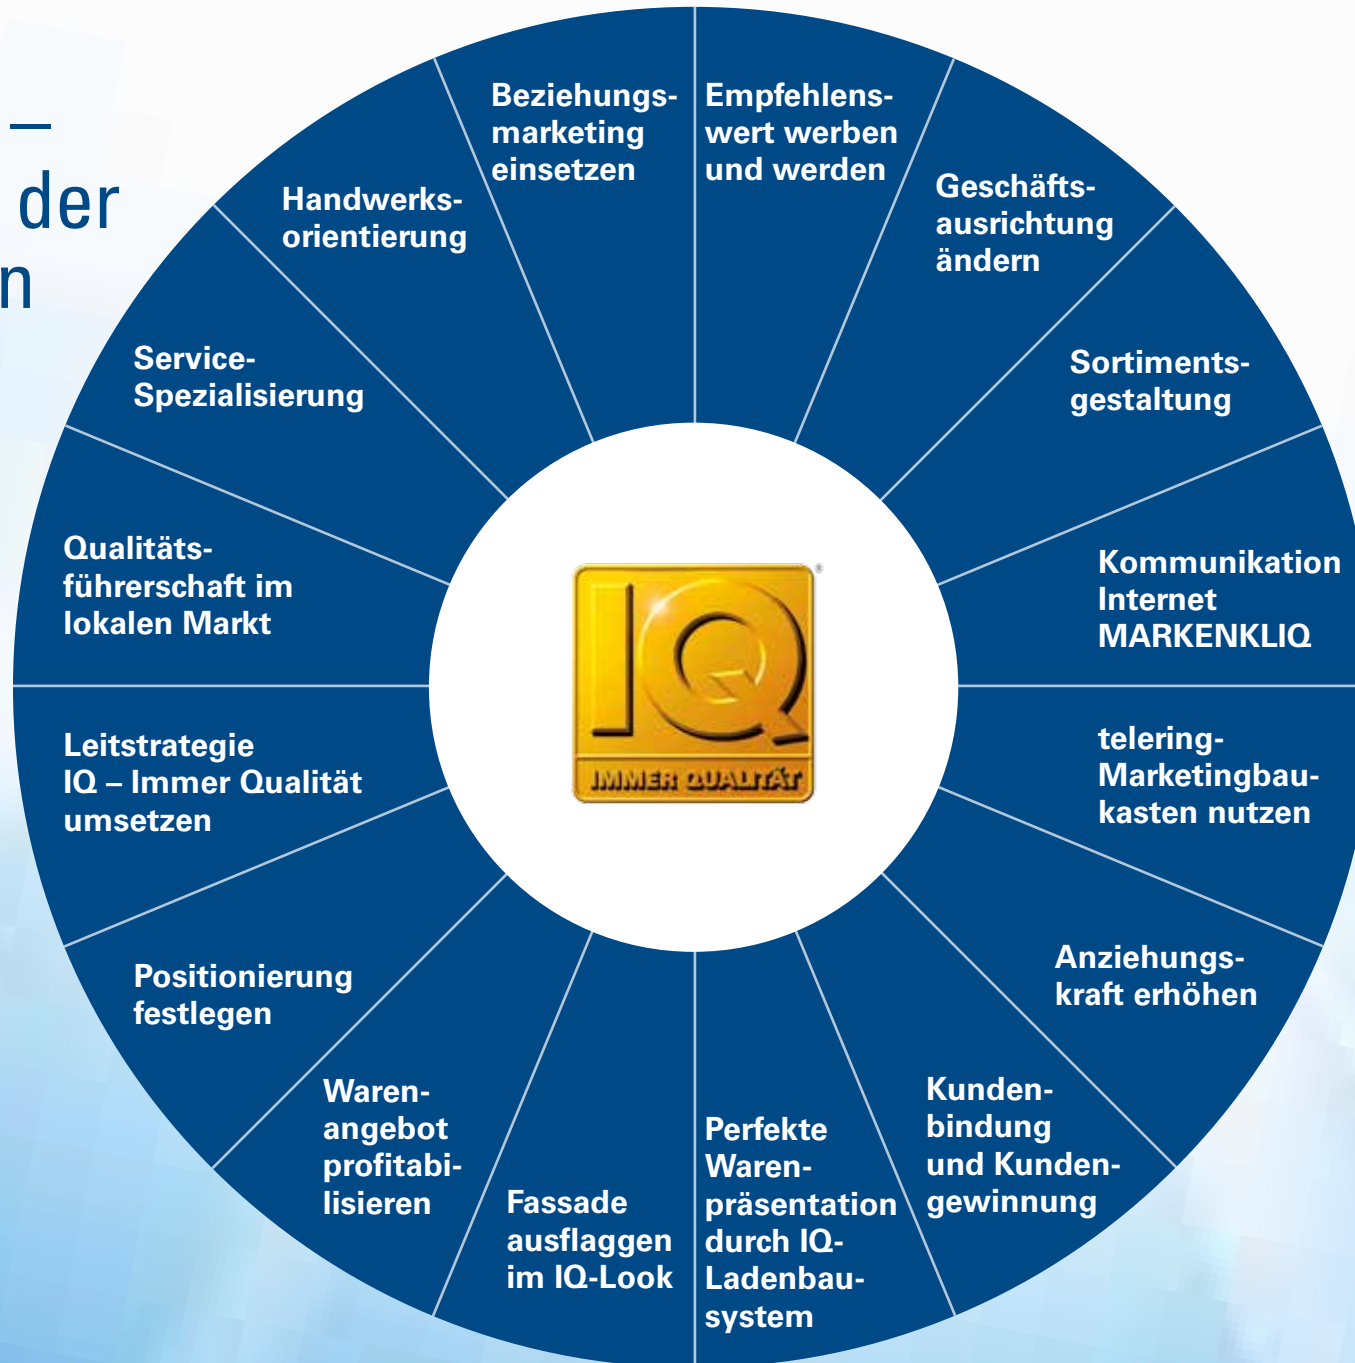 –
der
n
Beziehungs-
marketing
einsetzen
Empfehlens-
wert werben
und werden
Geschäfts-
ausrichtung
ändern
Sortiments-
gestaltung
Kommunikation
Internet
MARKENKLIQ
telering-
Marketingbau-
kasten nutzen
Anziehungs-
kraft erhöhen
Kunden-
bindung
und Kunden-
gewinnung
Perfekte
Waren-
präsentation
durch IQ-
Ladenbau-
system
Fassade
ausflaggen
im IQ-Look
Waren-
angebot
profitabi-
lisieren
Positionierung
festlegen
Leitstrategie
IQ – Immer Qualität
umsetzen
Qualitäts-
führerschaft im
lokalen Markt
Service-
Spezialisierung
Handwerks-
orientierung
IQ
®
IMMER QUALITÄT